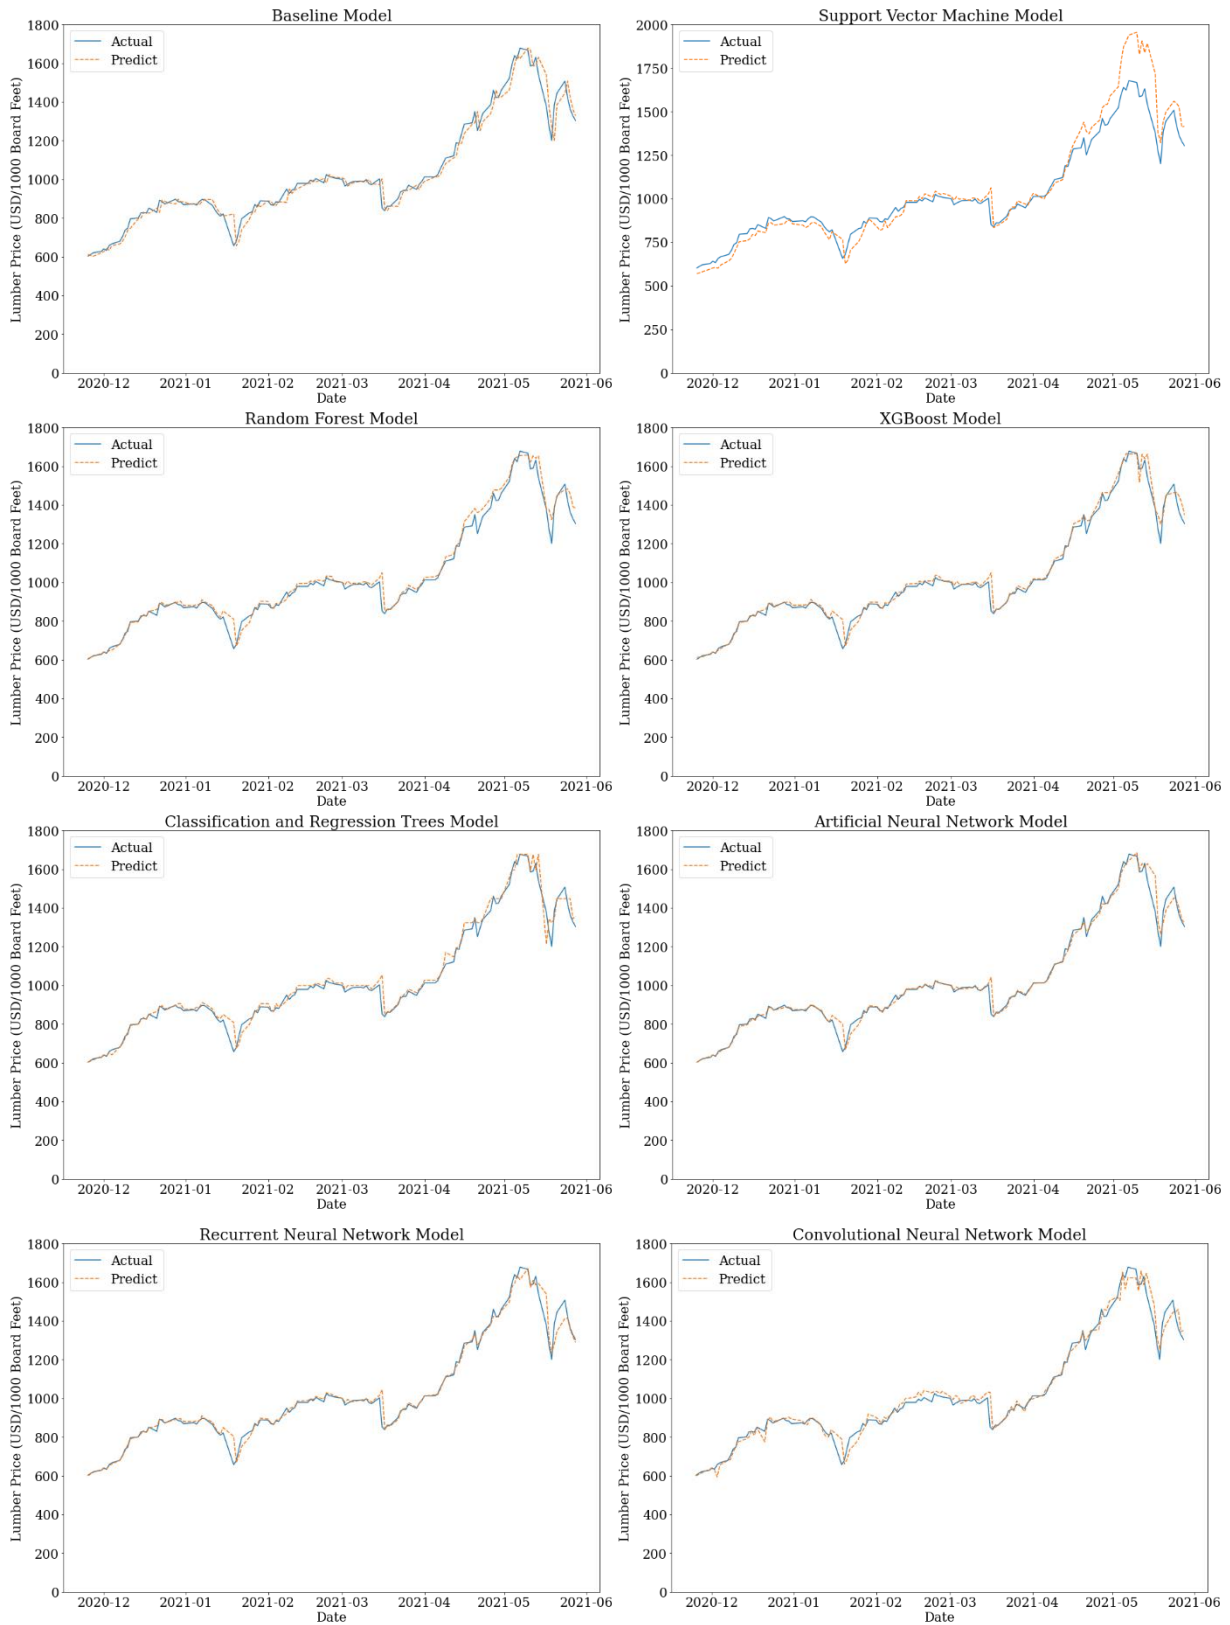 Baseline Model
1800
1600
1400
1200
1000
800
600
400
200
0
Lumber Price (USD/1000 Board Feet)
Actual
Predict
2020-12 2021-01 2021-02 2021-03 2021-04 2021-05 2021-06
Date
Support Vector Machine Model
2000
1750
1500
1250
1000
750
500
250
0
Lumber Price (USD/1000 Board Feet)
Actual
Predict
2020-12 2021-01 2021-02 2021-03 2021-04 2021-05 2021-06
Date
Random Forest Model
1800
1600
1400
1200
1000
800
600
400
200
0
Lumber Price (USD/1000 Board Feet)
Actual
Predict
2020-12 2021-01 2021-02 2021-03 2021-04 2021-05 2021-06
Date
XGBoost Model
1800
1600
1400
1200
1000
800
600
400
200
0
Lumber Price (USD/1000 Board Feet)
Actual
Predict
2020-12 2021-01 2021-02 2021-03 2021-04 2021-05 2021-06
Date
Classification and Regression Trees Model
1800
1600
1400
1200
1000
800
600
400
200
0
Lumber Price (USD/1000 Board Feet)
Actual
Predict
2020-12 2021-01 2021-02 2021-03 2021-04 2021-05 2021-06
Date
Artificial Neural Network Model
1800
1600
1400
1200
1000
800
600
400
200
0
Lumber Price (USD/1000 Board Feet)
Actual
Predict
2020-12 2021-01 2021-02 2021-03 2021-04 2021-05 2021-06
Date
Recurrent Neural Network Model
1800
1600
1400
1200
1000
800
600
400
200
0
Lumber Price (USD/1000 Board Feet)
Actual
Predict
2020-12 2021-01 2021-02 2021-03 2021-04 2021-05 2021-06
Date
Convolutional Neural Network Model
1800
1600
1400
1200
1000
800
600
400
200
0
Lumber Price (USD/1000 Board Feet)
Actual
Predict
2020-12 2021-01 2021-02 2021-03 2021-04 2021-05 2021-06
Date